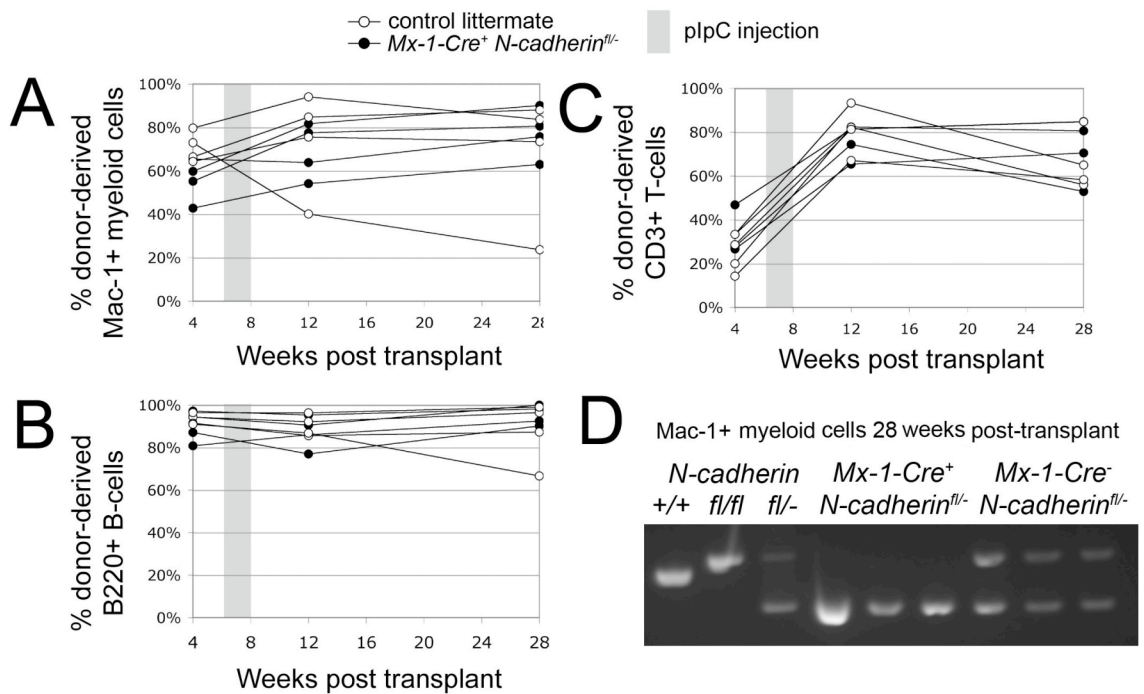 control littermate
Mx-1-Cre+ N-cadherinfl/-
pIpC injection
A
% donor-derived
Mac-1+ myeloid cells
100%
80%
60%
40%
20%
0%
4 8 12 16 20 24 28
Weeks post transplant
C
% donor-derived
CD3+ T-cells
100%
80%
60%
40%
20%
0%
4 8 12 16 20 24 28
Weeks post transplant
B
% donor-derived
B220+ B-cells
100%
80%
60%
40%
20%
0%
4 8 12 16 20 24 28
Weeks post transplant
D
Mac-1+ myeloid cells 28 weeks post-transplant
N-cadherin
+/+ fl/fl fl/-
Mx-1-Cre+
N-cadherinfl/-
Mx-1-Cre-
N-cadherinfl/-